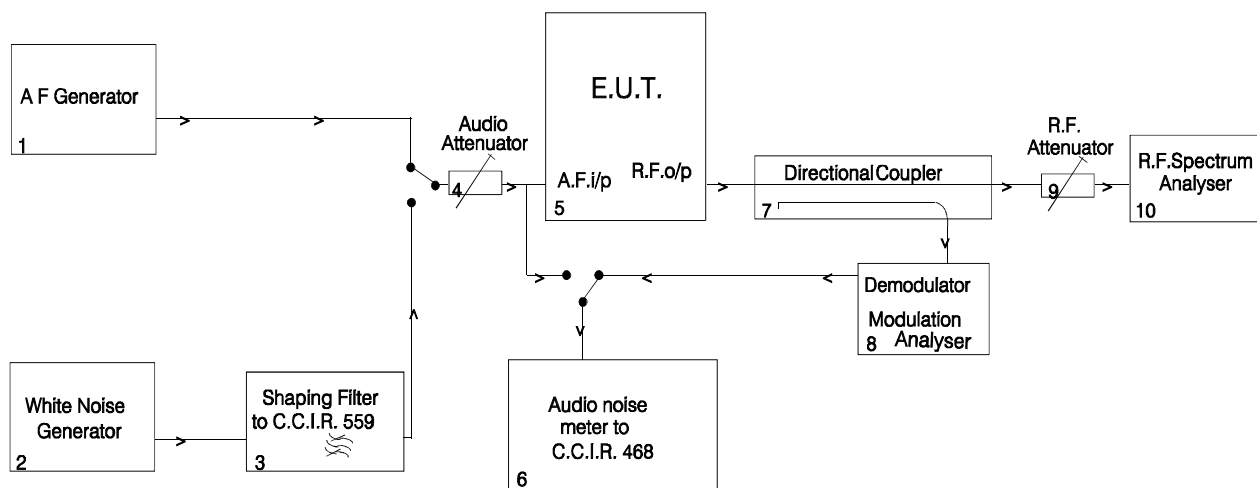 A F Generator
1
Audio
Attenuator
4
E.U.T.
A.F.i/p
R.F.o/p
5
Directional Coupler
7
R.F.
Attenuator
9
R.F.Spectrum
Analyser
10
Demodulator
Modulation
Analyser
8
White Noise
Generator
2
Shaping Filter
to C.C.I.R. 559
3
Audio noise
meter to
C.C.I.R. 468
6